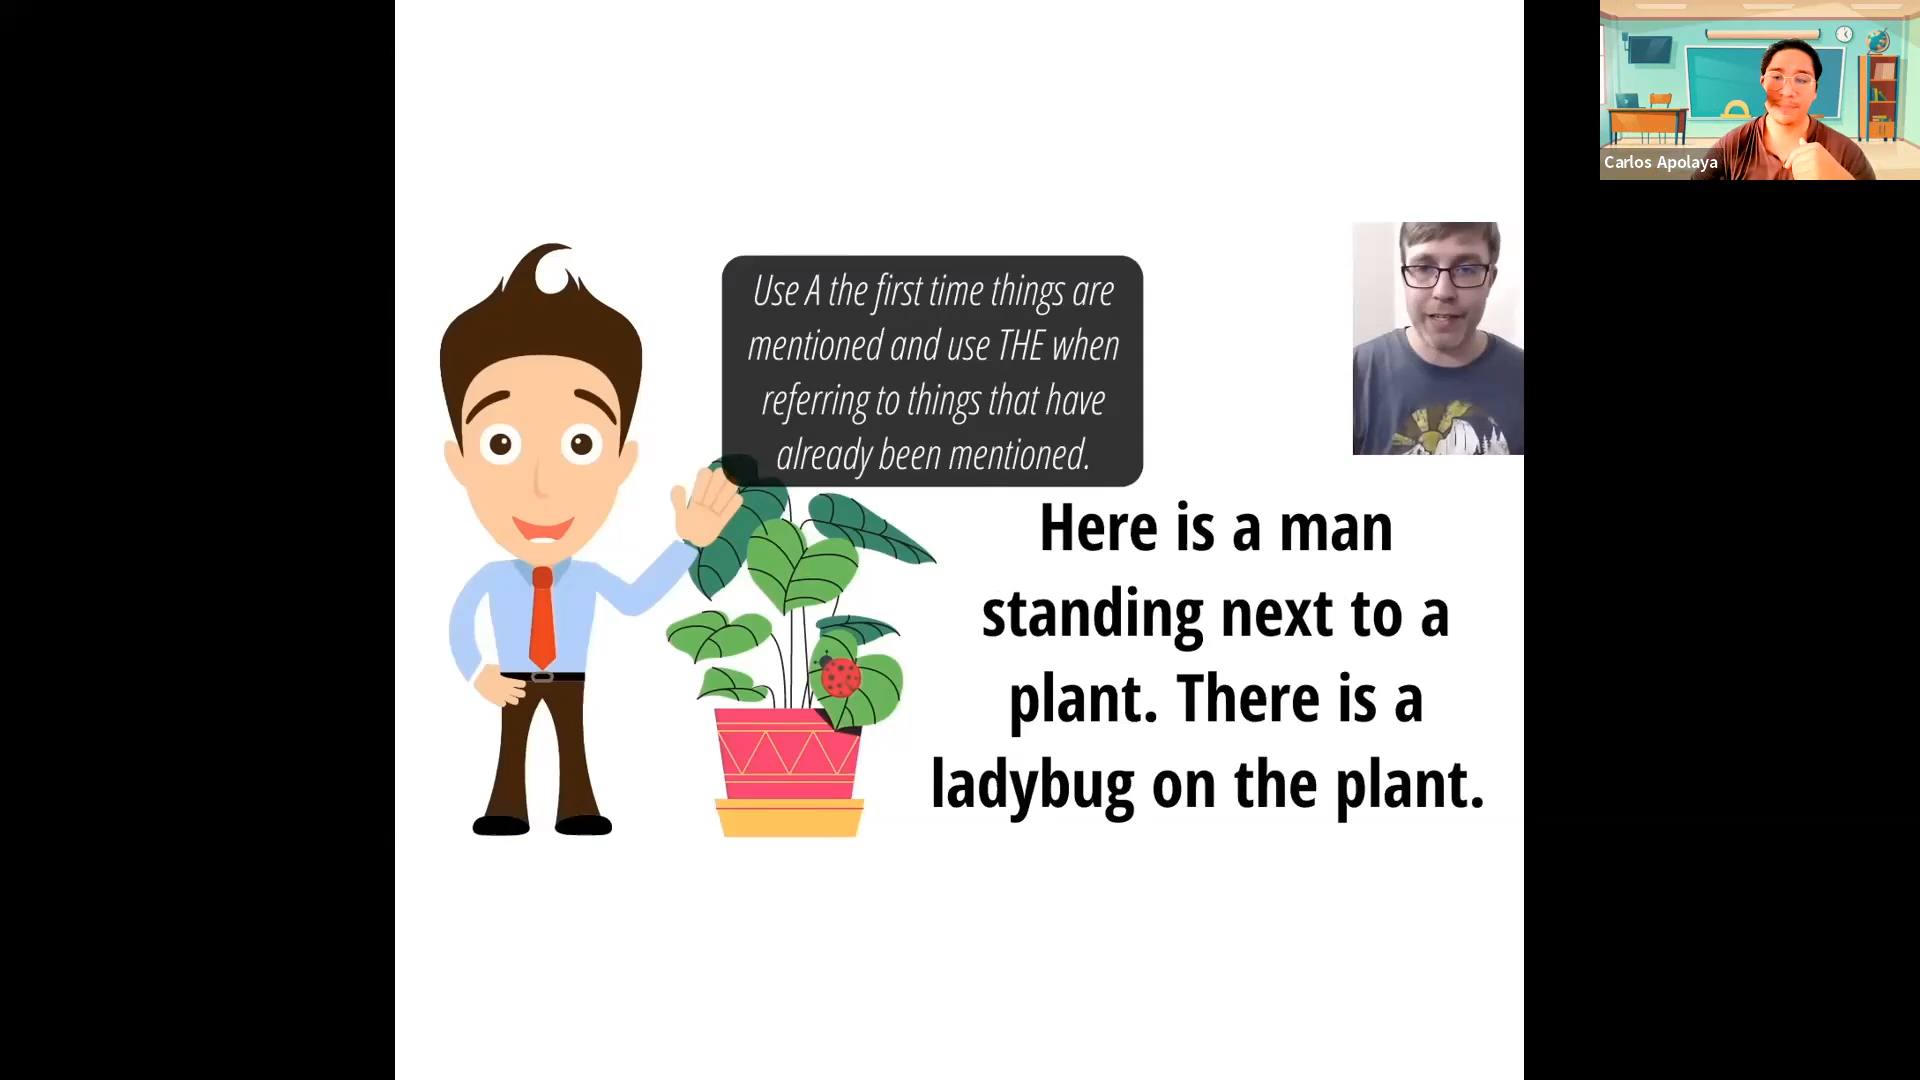 Carlos Apolaya
Use A the first time things are
mentioned and use THE when
referring to things that have
already been mentioned.
Here is a man
standing next to a
plant. There is a
ladybug on the plant.